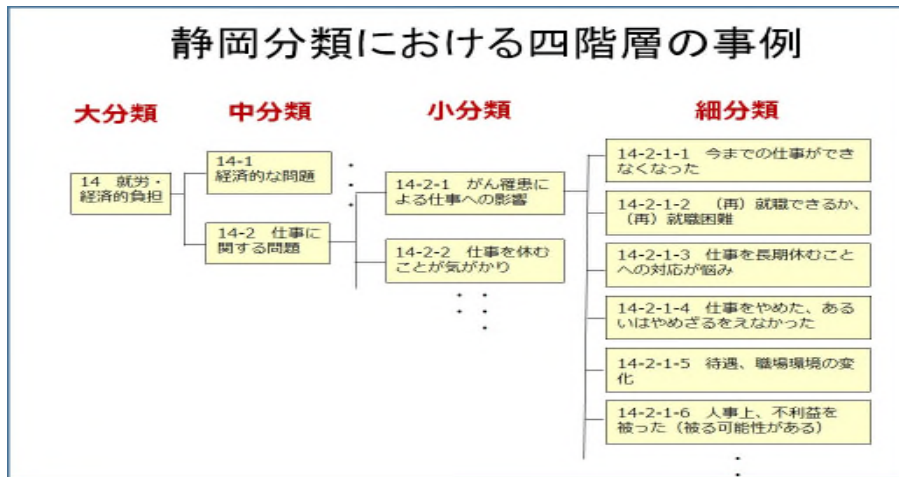 静岡分類における四階層の事例
大分類
中分類
小分類
細分類
14 就労・
経済的負担
14-1
経済的な問題
14-2 仕事に
関する問題
14-2-1 がん罹患に
よる仕事への影響
14-2-2 仕事を休む
ことが気がかり
14-2-1-1 今までの仕事ができ
なくなった
14-2-1-2 （再）就職できるか、
（再）就職困難
14-2-1-3 仕事を長期休むこと
への対応が悩み
14-2-1-4 仕事をやめた、ある
いはやめざるをえなかった
14-2-1-5 待遇、職場環境の変
化
14-2-1-6 人事上、不利益を
被った（被る可能性がある）